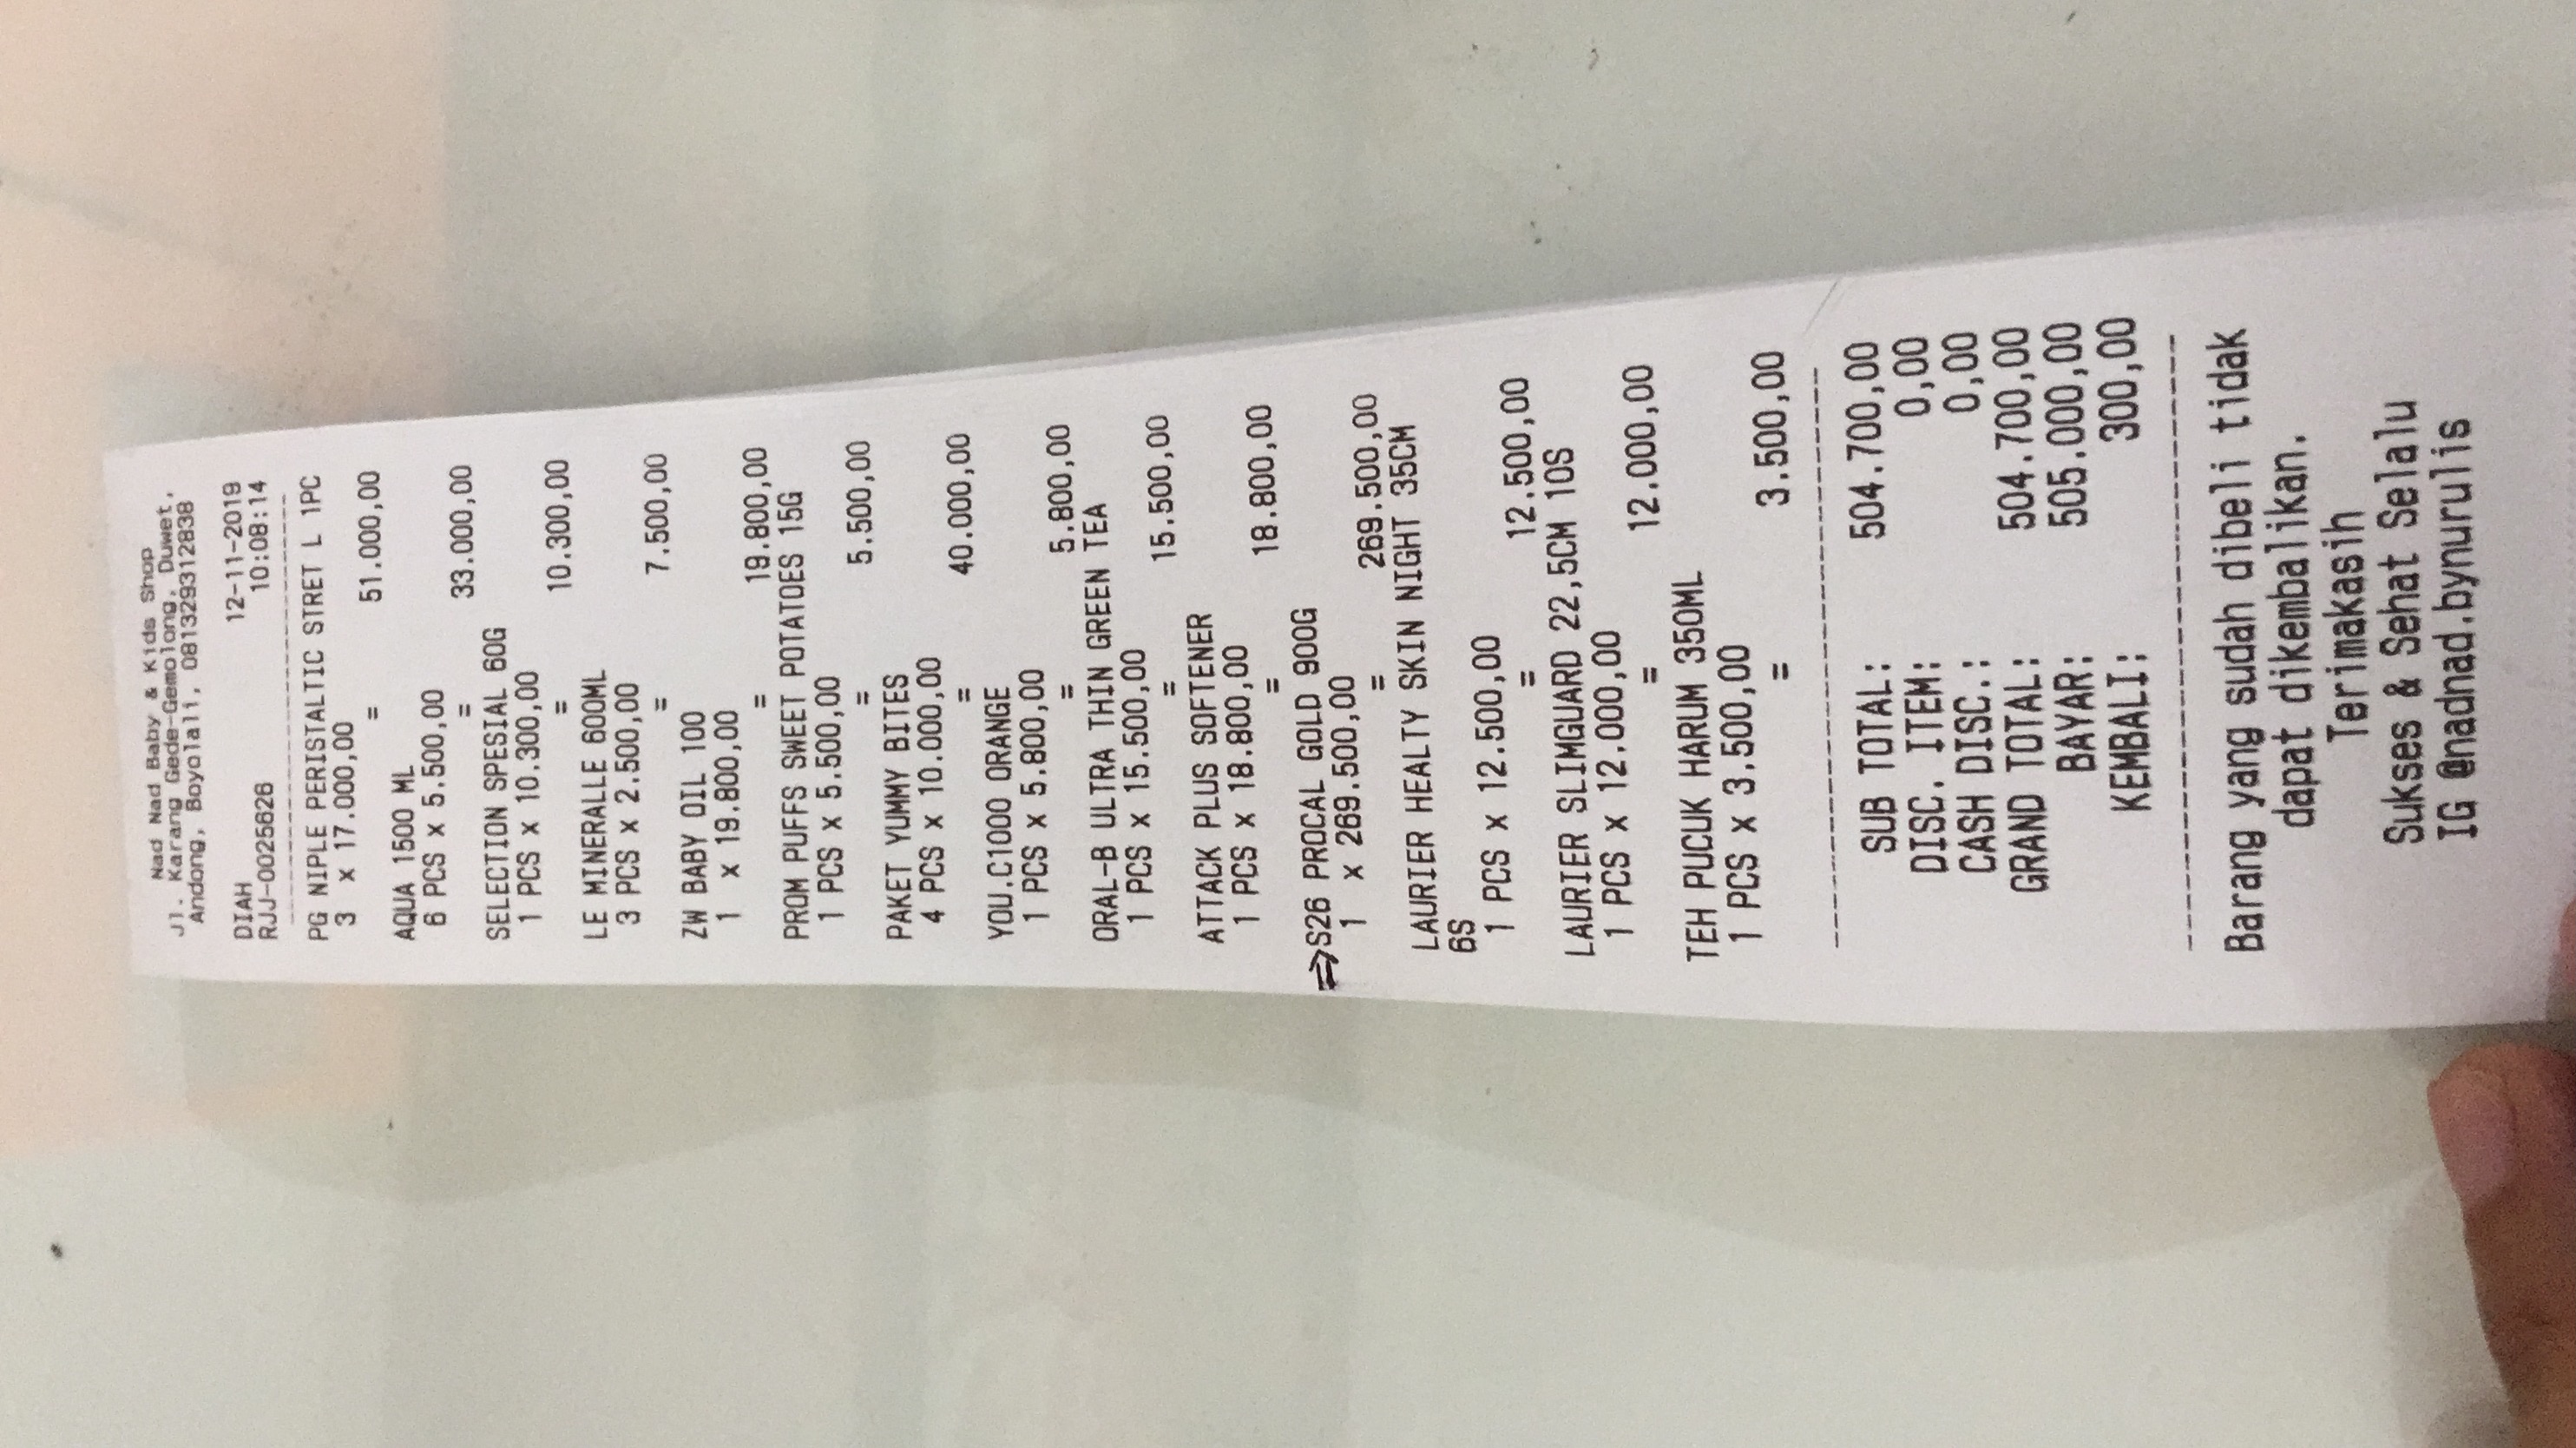 Nad Nad Baby & Kids Shop
Jl. Karang Gede-Gemolong, Duwet,
Andong, Boyolali, 081329312838
DIAH 12-11-2019
RJJ-0025626 10:08:14
PG NIPLE PERISTALTIC STRET L 1PC
3 x 17.000,00
= 51.000,00
AQUA 1500 ML
6 PCS x 5.500,00
= 33.000,00
SELECTION SPESIAL 60G
1 PCS x 10.300,00
= 10.300,00
LE MINERALLE 600ML
3 PCS x 2.500,00
= 7.500,00
ZW BABY OIL 100
1 x 19.800,00
= 19.800,00
PROM PUFFS SWEET POTATOES 15G
1 PCS x 5.500,00
= 5.500,00
PAKET YUMMY BITES
4 PCS x 10.000,00
= 40.000,00
YOU.C1000 ORANGE
1 PCS x 5.800,00
= 5.800,00
ORAL-B ULTRA THIN GREEN TEA
1 PCS x 15.500,00
= 15.500,00
ATTACK PLUS SOFTENER
1 PCS x 18.800,00
= 18.800,00
⇒S26 PROCAL GOLD 900G
1 x 269.500,00
= 269.500,00
LAURIER HEALTY SKIN NIGHT 35CM
6S
1 PCS x 12.500,00
= 12.500,00
LAURIER SLIMGUARD 22,5CM 10S
1 PCS x 12.000,00
= 12.000,00
TEH PUCUK HARUM 350ML
1 PCS x 3.500,00
= 3.500,00
SUB TOTAL: 504.700,00
DISC. ITEM: 0,00
CASH DISC.: 0,00
GRAND TOTAL: 504.700,00
BAYAR: 505.000,00
KEMBALI: 300,00
Barang yang sudah dibeli tidak
dapat dikembalikan.
Terimakasih
Sukses & Sehat Selalu
IG @nadnad.bynurulis